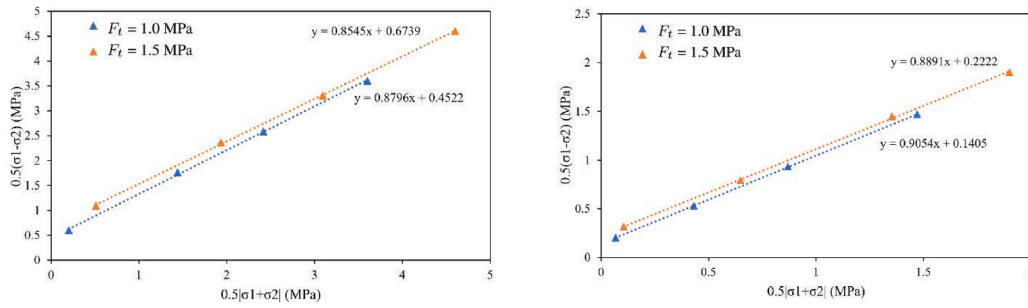 5
4.5
4
3.5
3
2.5
2
1.5
1
0.5
0
0 1 2 3 4 5
0.5(σ1-σ2) (MPa)
0.5|σ1+σ2| (MPa)
Fₜ = 1.0 MPa
Fₜ = 1.5 MPa
y = 0.8545x + 0.6739
y = 0.8796x + 0.4522
2.5
2
1.5
1
0.5
0
0 0.5 1 1.5
0.5(σ1-σ2) (MPa)
0.5|σ1+σ2| (MPa)
Fₜ = 1.0 MPa
Fₜ = 1.5 MPa
y = 0.8891x + 0.2222
y = 0.9054x + 0.1405